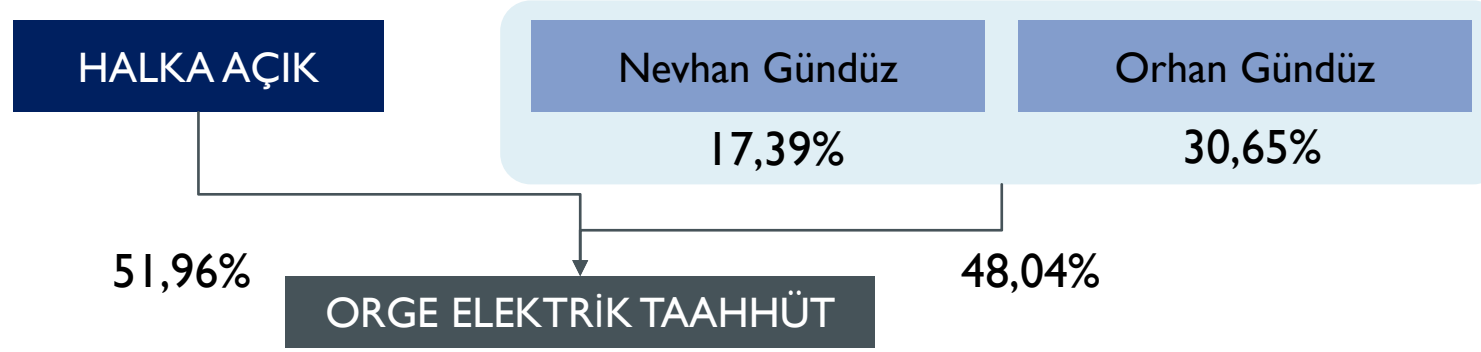 HALKA AÇIK
Nevhan Gündüz
Orhan Gündüz
17,39%
30,65%
51,96%
48,04%
ORGE ELEKTRİK TAAHHÜT